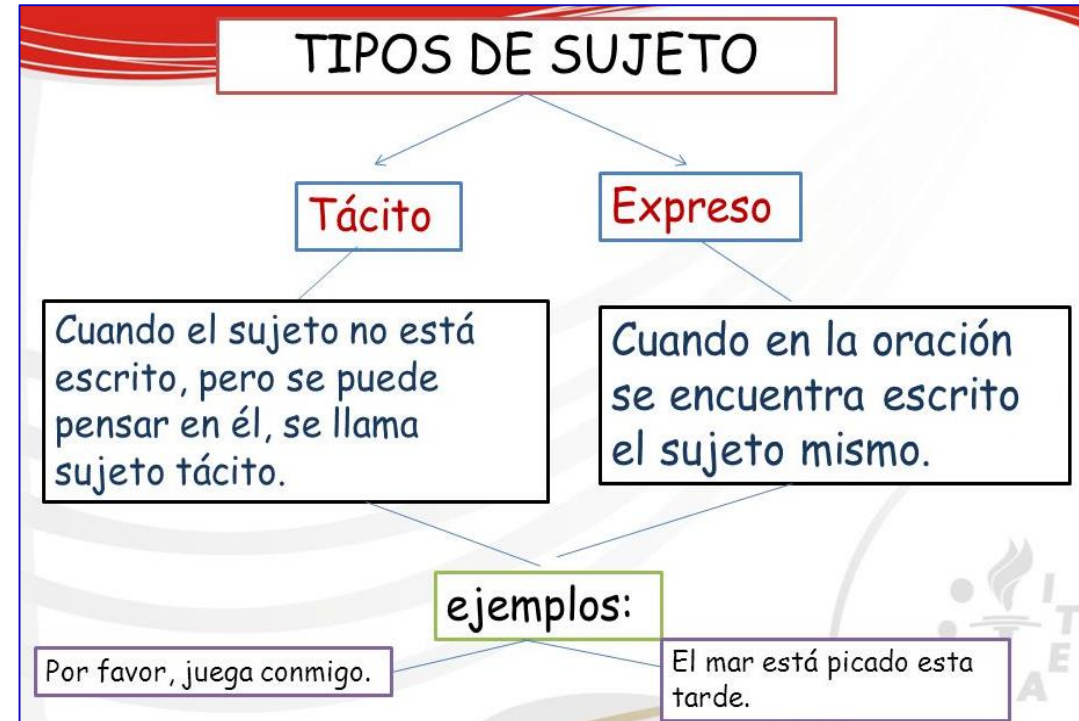 TIPOS DE SUJETO
Tácito
Expreso
Cuando el sujeto no está
escrito, pero se puede
pensar en él, se llama
sujeto tácito.
Cuando en la oración
se encuentra escrito
el sujeto mismo.
ejemplos:
Por favor, juega conmigo.
El mar está picado esta
tarde.
I
T
E
A